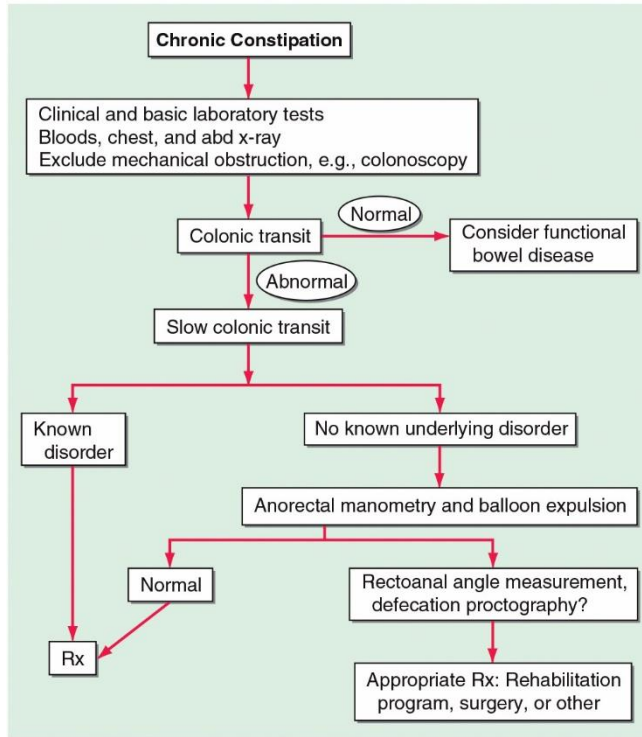 Chronic Constipation
Clinical and basic laboratory tests
Bloods, chest, and abd x-ray
Exclude mechanical obstruction, e.g., colonoscopy
Normal
Colonic transit
Consider functional
bowel disease
Abnormal
Slow colonic transit
Known
disorder
No known underlying disorder
Anorectal manometry and balloon expulsion
Normal
Rectoanal angle measurement,
defecation proctography?
Rx
Appropriate Rx: Rehabilitation
program, surgery, or other